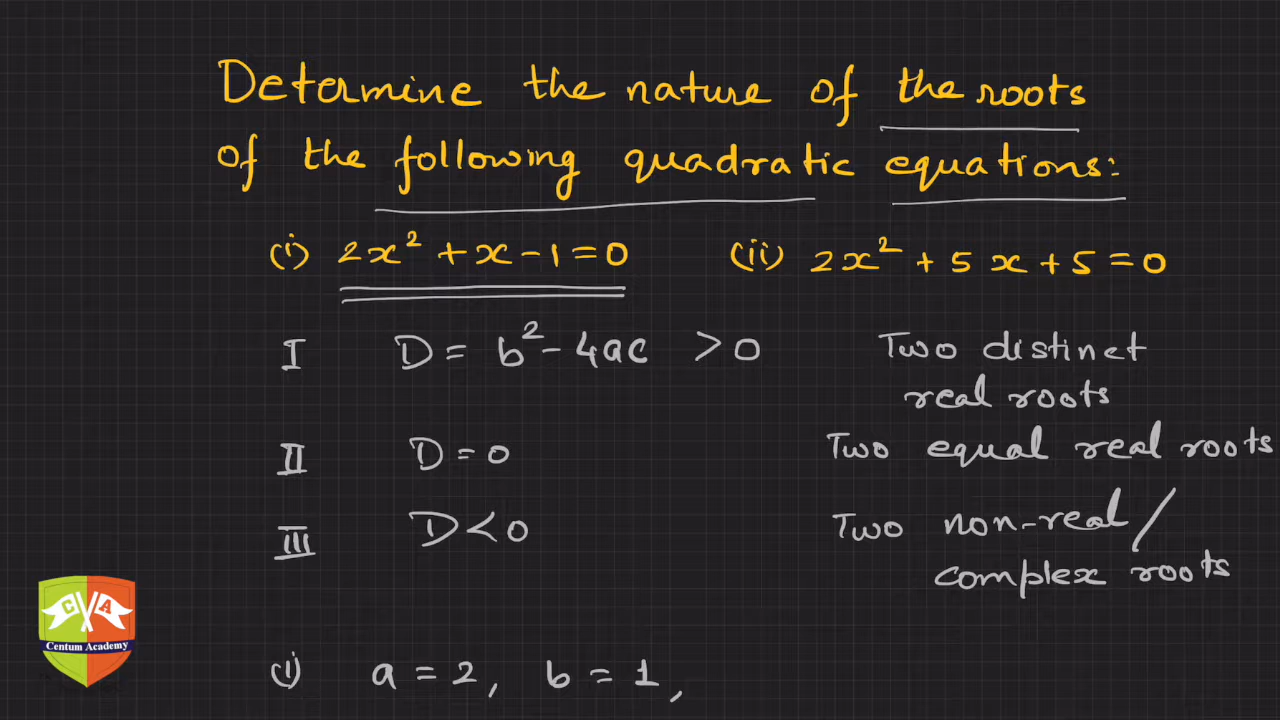 Determine the nature of the roots
of the following quadratic equations:
(i) 2x² + x - 1 = 0 (ii) 2x² + 5x + 5 = 0
I D = b² - 4ac > 0 Two distinct
real roots
II D = 0 Two equal real roots
III D < 0 Two non-real/
complex roots
C A
Centum Academy
(i) a = 2, b = 1,